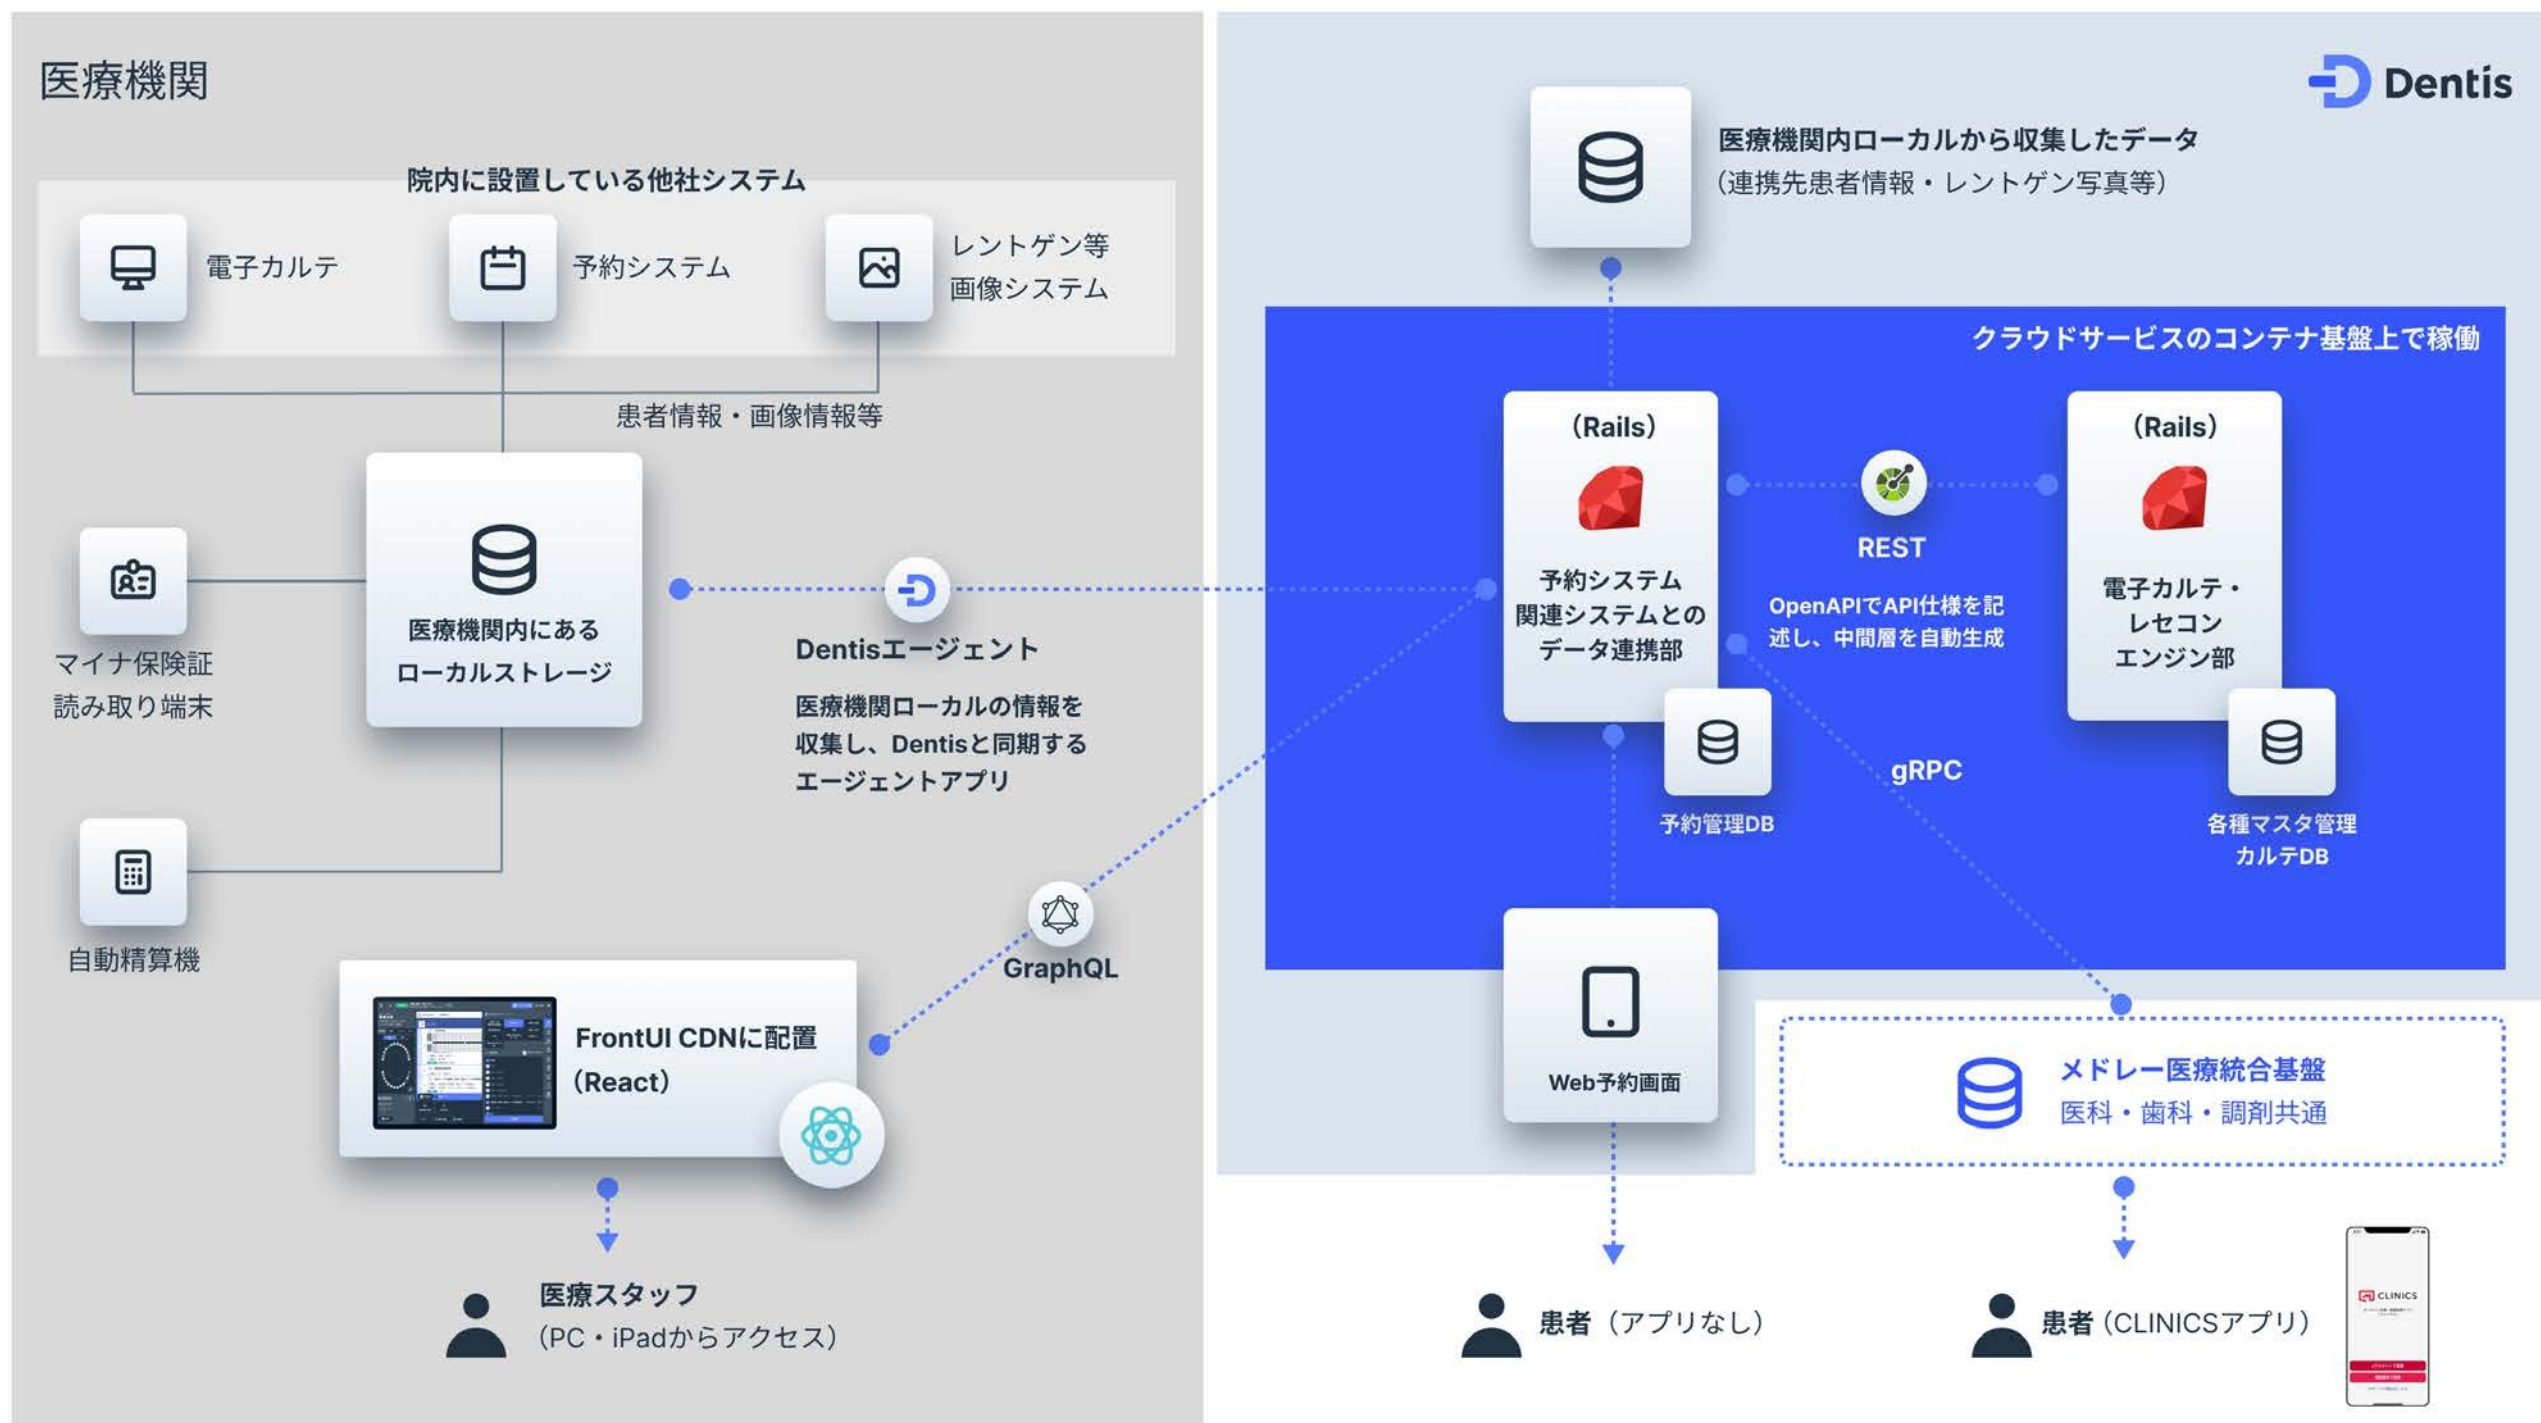 医療機関
院内に設置している他社システム
電子カルテ
予約システム
レントゲン等
画像システム
患者情報・画像情報等
医療機関内にある
ローカルストレージ
マイナ保険証
読み取り端末
自動精算機
Dentisエージェント
医療機関ローカルの情報を
収集し、Dentisと同期する
エージェントアプリ
GraphQL
FrontUI CDNに配置
（React）
医療スタッフ
（PC・iPadからアクセス）
Dentis
医療機関内ローカルから収集したデータ
（連携先患者情報・レントゲン写真等）
クラウドサービスのコンテナ基盤上で稼働
（Rails）
予約システム
関連システムとの
データ連携部
予約管理DB
REST
OpenAPIでAPI仕様を記
述し、中間層を自動生成
（Rails）
電子カルテ・
レセコン
エンジン部
各種マスタ管理
カルテDB
gRPC
Web予約画面
メドレー医療統合基盤
医科・歯科・調剤共通
患者（アプリなし）
患者（CLINICSアプリ）
CLINICS